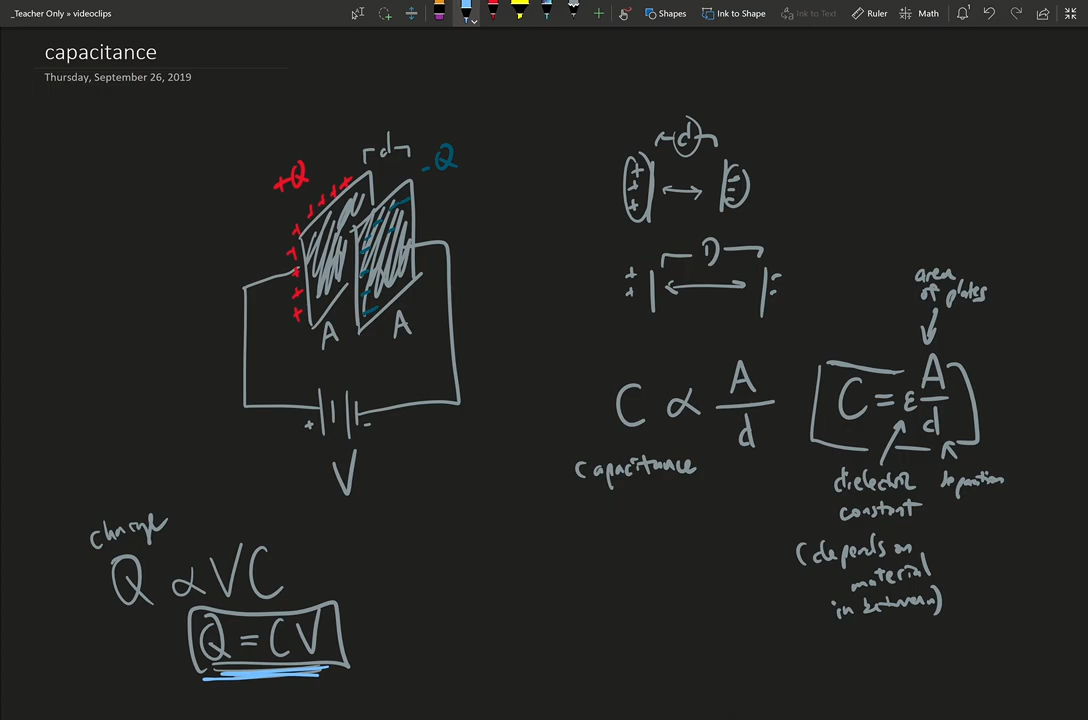 _Teacher Only » videoclips
Shapes
Ink to Shape
Ink to Text
Ruler
Math
1
capacitance
Thursday, September 26, 2019
d
+Q
-Q
A
A
+ -
V
charge
Q ∝ VC
Q = CV
d
+ -
+ -
+ -
D
+ -
+ -
C ∝ A/d
capacitance
area
of plates
C = ε A/d
dielectric
constant
separation
(depends on
material
in between)